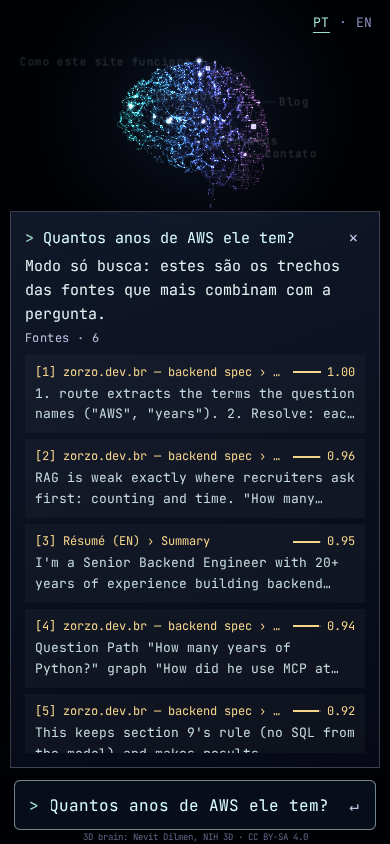 PT · EN
Como este site funcion
Blog
Contato
> Quantos anos de AWS ele tem? ×
Modo só busca: estes são os trechos
das fontes que mais combinam com a
pergunta.
Fontes · 6
[1] zorzo.dev.br — backend spec › … 1.00
1. route extracts the terms the question
names ("AWS", "years"). 2. Resolve: eac…
[2] zorzo.dev.br — backend spec › … 0.96
RAG is weak exactly where recruiters ask
first: counting and time. "How many…
[3] Résumé (EN) › Summary 0.95
I'm a Senior Backend Engineer with 20+
years of experience building backend…
[4] zorzo.dev.br — backend spec › … 0.94
Question Path "How many years of
Python?" graph "How did he use MCP at…
[5] zorzo.dev.br — backend spec › … 0.92
This keeps section 9's rule (no SQL from
the model) and makes results
> Quantos anos de AWS ele tem? ↵
3D brain: Nevit Dilmen, NIH 3D · CC BY-SA 4.0